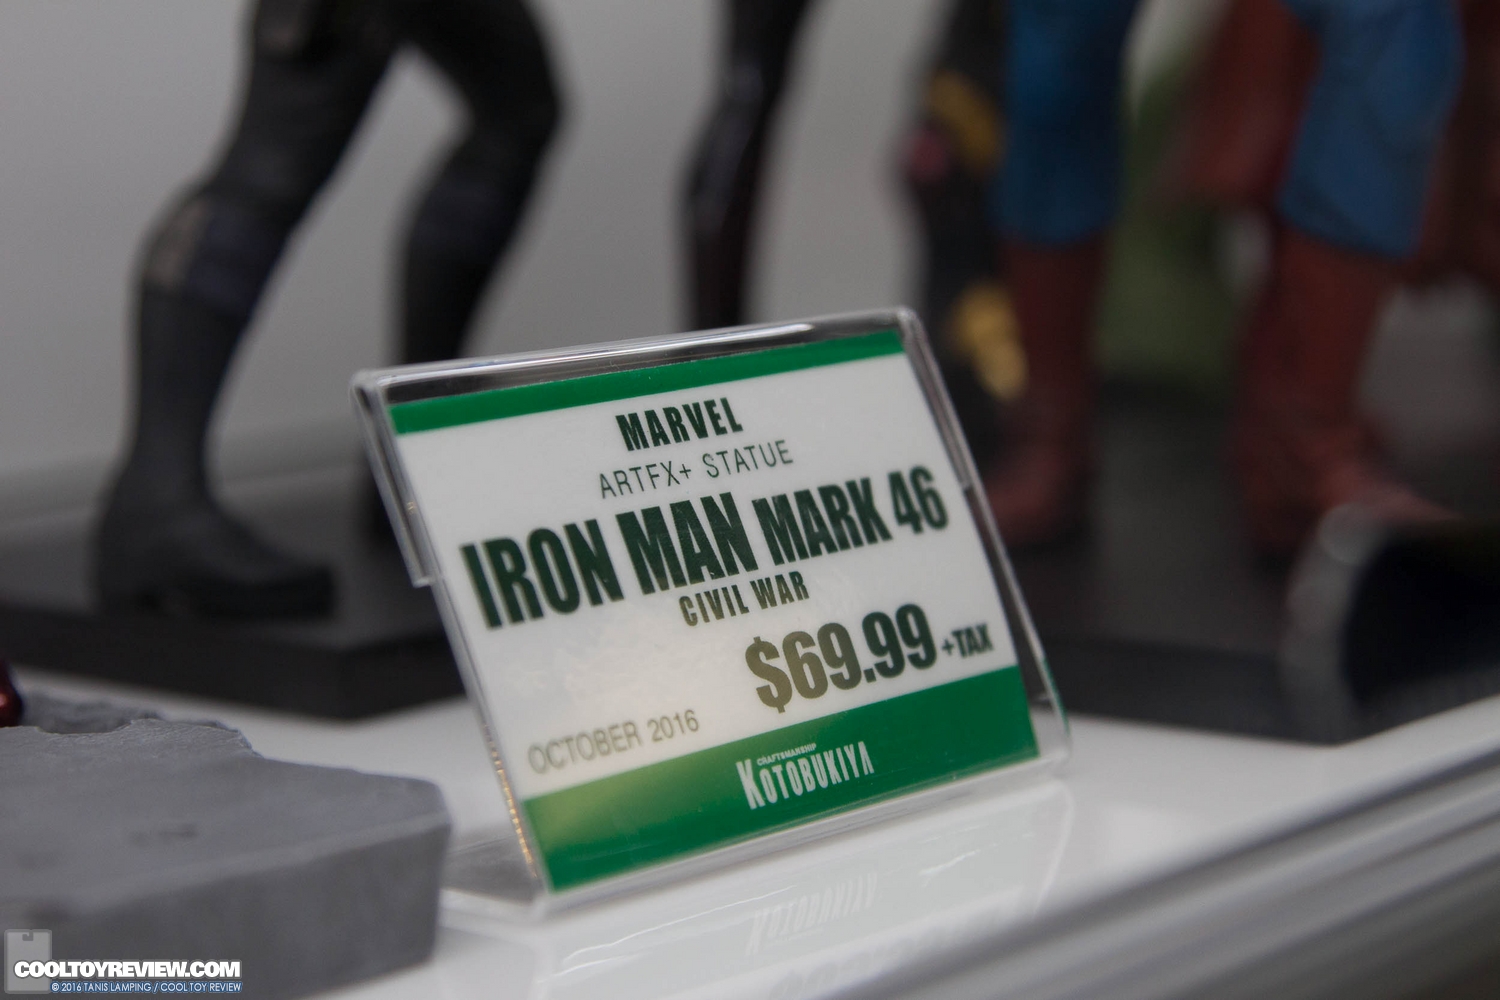 MARVEL
ARTFX+ STATUE
IRON MAN MARK 46
CIVIL WAR
$69.99 +TAX
OCTOBER 2016
CRAFTSMANSHIP
KOTOBUKIYA
COOLTOYREVIEW.COM
© 2016 TANIS LAMPING / COOL TOY REVIEW